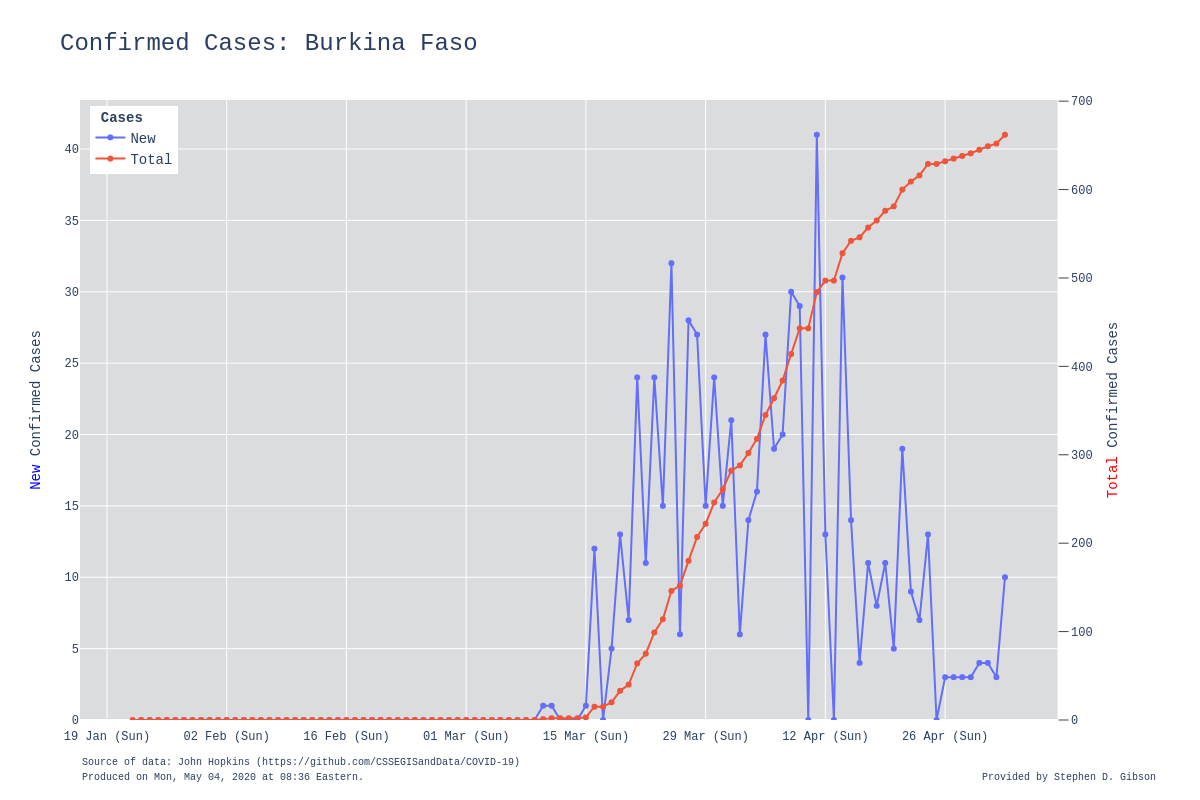 Confirmed Cases: Burkina Faso
Cases
New
Total
40
35
30
25
20
15
10
5
0
New Confirmed Cases
700
600
500
400
300
200
100
0
Total Confirmed Cases
19 Jan (Sun) 02 Feb (Sun) 16 Feb (Sun) 01 Mar (Sun) 15 Mar (Sun) 29 Mar (Sun) 12 Apr (Sun) 26 Apr (Sun)
Source of data: John Hopkins (https://github.com/CSSEGISandData/COVID-19)
Produced on Mon, May 04, 2020 at 08:36 Eastern.
Provided by Stephen D. Gibson